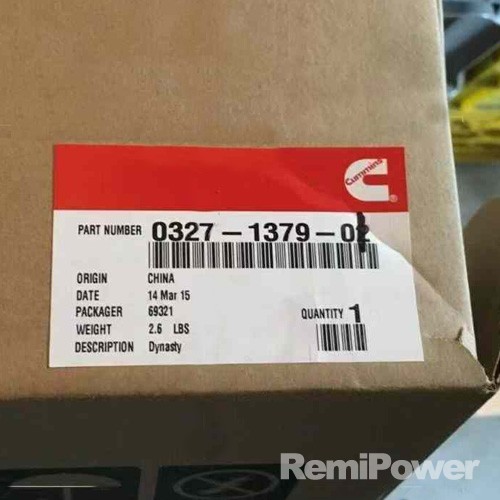 Cummins
PART NUMBER 0327-1379-02
ORIGIN CHINA
DATE 14 Mar 15
PACKAGER 69321
WEIGHT 2.6 LBS
DESCRIPTION Dynasty
QUANTITY 1
RemiPower